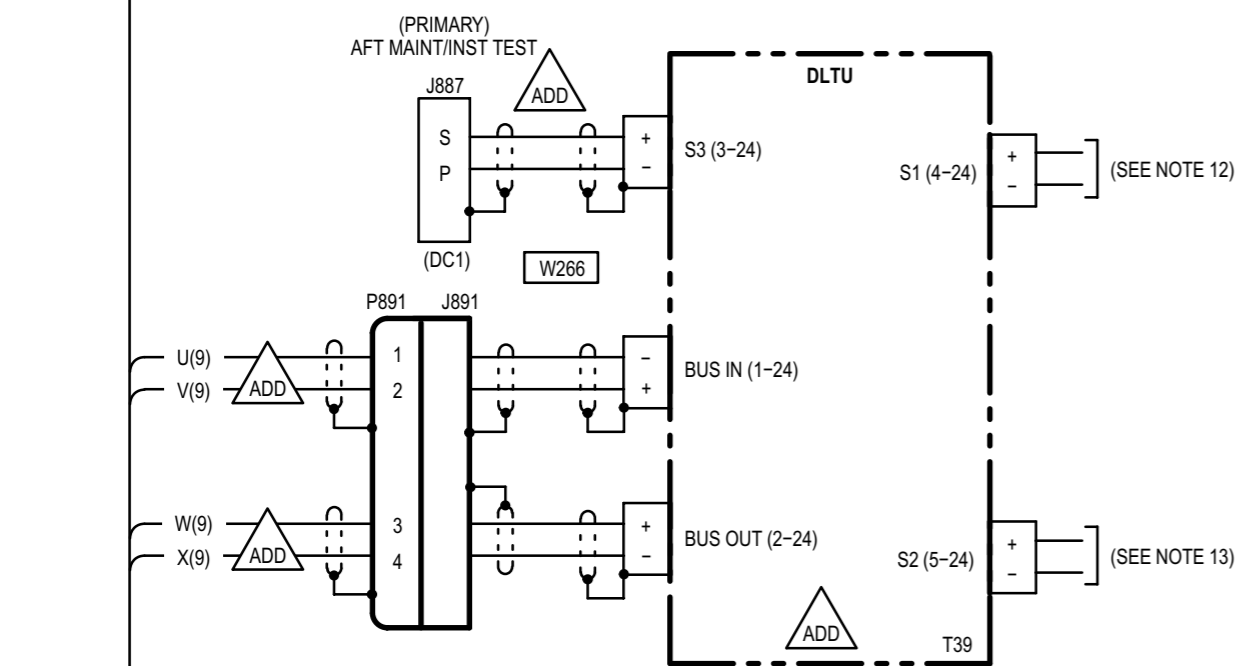 (PRIMARY)
AFT MAINT/INST TEST
J887
ADD
S
P
(DC1)
+
−
S3 (3−24)
DLTU
S1 (4−24)
+
−
(SEE NOTE 12)
W266
P891
J891
U(9)
V(9)
ADD
1
2
−
+
BUS IN (1−24)
W(9)
X(9)
ADD
3
4
+
−
BUS OUT (2−24)
S2 (5−24)
+
−
(SEE NOTE 13)
ADD
T39